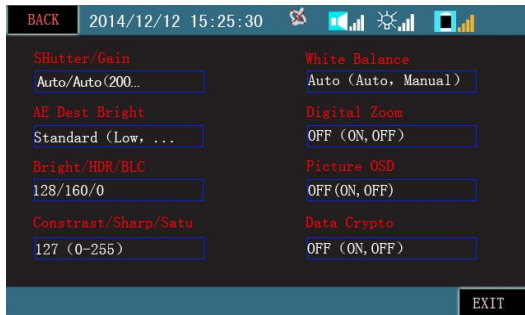 BACK 2014/12/12 15:25:30
SHutter/Gain
Auto/Auto(200...
AE Dest Bright
Standard (Low, ...
Bright/HDR/BLC
128/160/0
Constrast/Sharp/Satu
127 (0-255)
White Balance
Auto (Auto, Manual)
Digital Zoom
OFF (ON,OFF)
Picture OSD
OFF(ON,OFF)
Data Crypto
OFF (ON,OFF)
EXIT